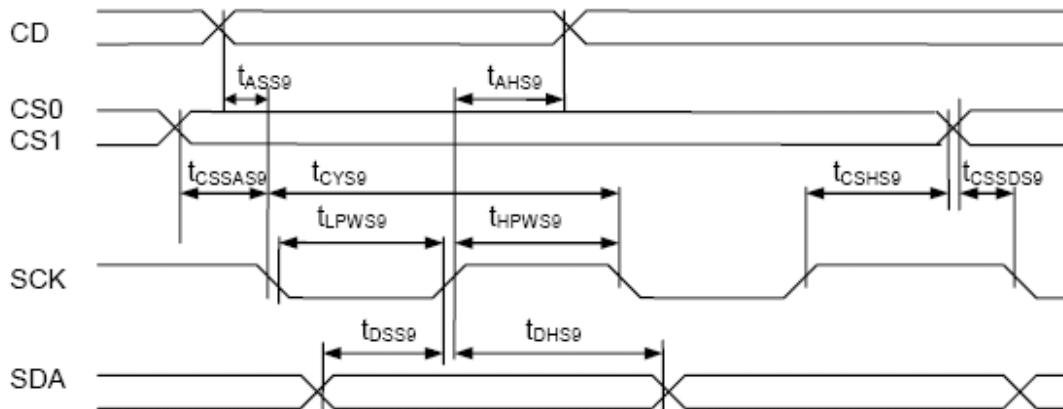 CD
tASS9 tAHS9
CS0
CS1
tCSSAS9 tCYS9 tCSHS9 tCSSDS9
tLPWS9 tHPWS9
SCK
tDSS9 tDHS9
SDA